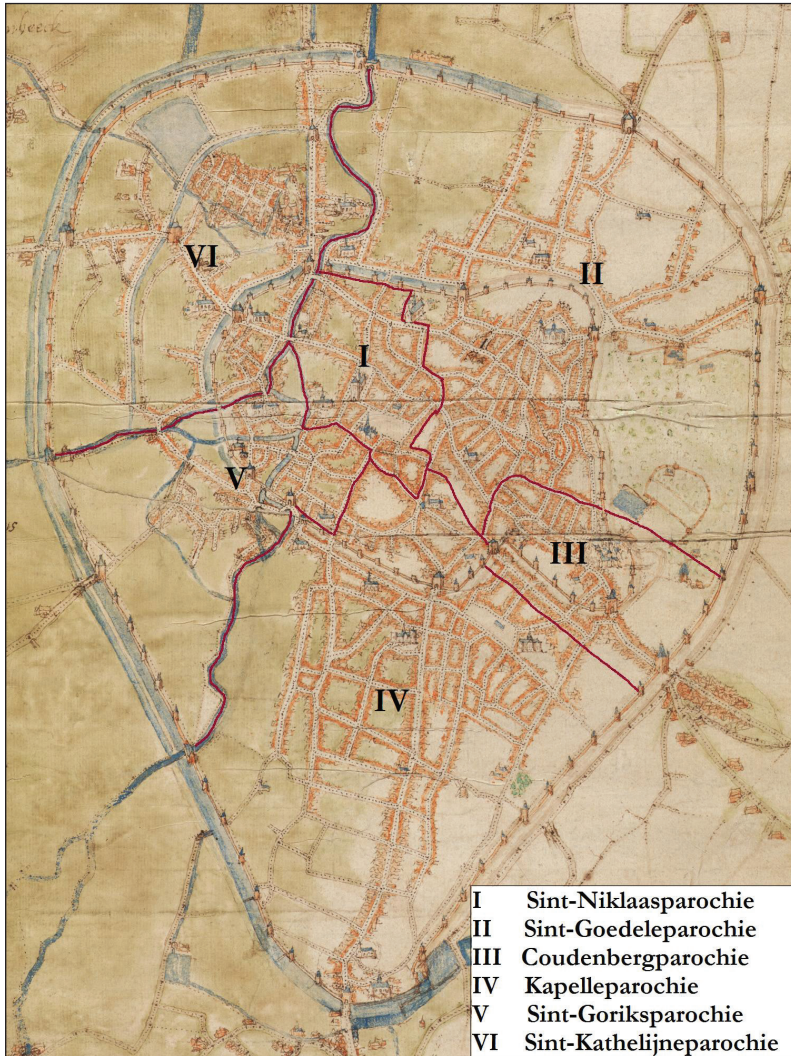 VI
II
I
V
III
IV
I Sint-Niklaasparochie
II Sint-Goedeleparochie
III Coudenbergparochie
IV Kapelleparochie
V Sint-Goriksparochie
VI Sint-Kathelijneparochie